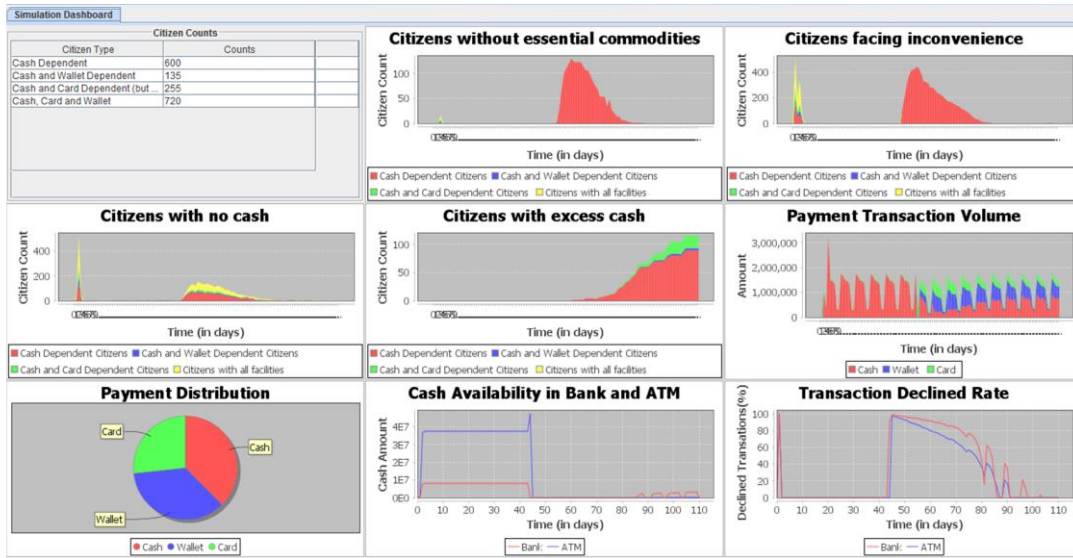 Simulation Dashboard
Citizen Counts
Citizen Type Counts
Cash Dependent 600
Cash and Wallet Dependent 135
Cash and Card Dependent (but ... 255
Cash, Card and Wallet 720
Citizens without essential commodities
Citizen Count
100
50
0
Time (in days)
Cash Dependent Citizens Cash and Wallet Dependent Citizens
Cash and Card Dependent Citizens Citizens with all facilities
Citizens facing inconvenience
Citizen Count
400
200
0
Time (in days)
Cash Dependent Citizens Cash and Wallet Dependent Citizens
Cash and Card Dependent Citizens Citizens with all facilities
Citizens with no cash
Citizen Count
400
200
0
Time (in days)
Cash Dependent Citizens Cash and Wallet Dependent Citizens
Cash and Card Dependent Citizens Citizens with all facilities
Citizens with excess cash
Citizen Count
100
50
0
Time (in days)
Cash Dependent Citizens Cash and Wallet Dependent Citizens
Cash and Card Dependent Citizens Citizens with all facilities
Payment Transaction Volume
Amount
3,000,000
2,000,000
1,000,000
0
Time (in days)
Cash Wallet Card
Payment Distribution
Card
Cash
Wallet
Cash Wallet Card
Cash Availability in Bank and ATM
Cash Amount
4E7
3E7
2E7
1E7
0E0
0 10 20 30 40 50 60 70 80 90 100 110
Time (in days)
Bank ATM
Transaction Declined Rate
Declined Transations(%)
100
80
60
40
20
0
0 10 20 30 40 50 60 70 80 90 100 110
Time (in days)
Bank ATM